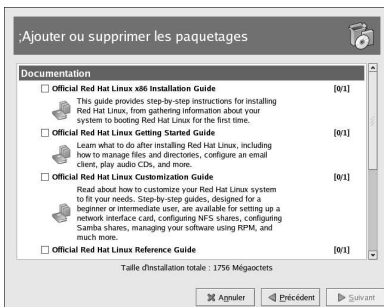 ;Ajouter ou supprimer les paquetages
Documentation
Official Red Hat Linux x86 Installation Guide [0/1]
This guide provides step-by-step instructions for installing
Red Hat Linux, from gathering information about your
system to booting Red Hat Linux for the first time.
Official Red Hat Linux Getting Started Guide [0/1]
Learn what to do after installing Red Hat Linux, including
how to manage files and directories, configure an email
client, play audio CDs, and more.
Official Red Hat Linux Customization Guide [0/1]
Read about how to customize your Red Hat Linux system
to fit your needs. Step-by-step guides, designed for a
beginner or intermediate user, are available for setting up a
network interface card, configuring NFS shares, configuring
Samba shares, managing your software using RPM, and
much more.
Official Red Hat Linux Reference Guide [0/1]
Taille d'installation totale : 1756 Mégaoctets
Annuler Précédent Suivant